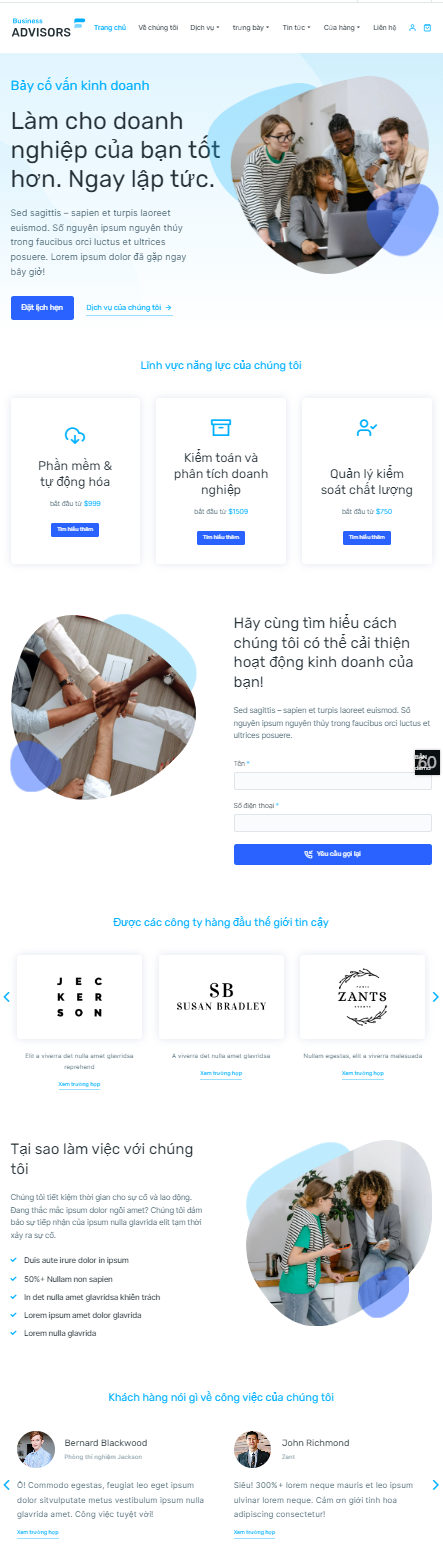 Business
ADVISORS
Trang chủ Về chúng tôi Dịch vụ trưng bày Tin tức Cửa hàng Liên hệ
Bảy cố vấn kinh doanh
Làm cho doanh
nghiệp của bạn tốt
hơn. Ngay lập tức.
Sed sagittis – sapien et turpis laoreet
euismod. Số nguyên ipsum nguyên thủy
trong faucibus orci luctus et ultrices
posuere. Lorem ipsum dolor đã gặp ngay
bây giờ!
Đặt lịch hẹn
Dịch vụ của chúng tôi →
Lĩnh vực năng lực của chúng tôi
Phần mềm &
tự động hóa
bắt đầu từ $999
Tìm hiểu thêm
Kiểm toán và
phân tích doanh
nghiệp
bắt đầu từ $1509
Tìm hiểu thêm
Quản lý kiểm
soát chất lượng
bắt đầu từ $750
Tìm hiểu thêm
Hãy cùng tìm hiểu cách
chúng tôi có thể cải thiện
hoạt động kinh doanh của
bạn!
Sed sagittis – sapien et turpis laoreet euismod. Số
nguyên ipsum nguyên thủy trong faucibus orci luctus et
ultrices posuere.
Tên *
Số điện thoại *
Yêu cầu gọi lại
60
Được các công ty hàng đầu thế giới tin cậy
JEC
KER
SON
Elit a viverra det nulla amet glavridsa
reprehend
Xem trường hợp
SB
SUSAN BRADLEY
A viverra det nulla amet glavridsa
Xem trường hợp
ZANTS
Nullam egestas, elit a viverra malesuada
Xem trường hợp
Tại sao làm việc với chúng
tôi
Chúng tôi tiết kiệm thời gian cho sự cố và lao động.
Đang thắc mắc ipsum dolor ngồi amet? Chúng tôi đảm
bảo sự tiếp nhận của ipsum nulla glavrida elit tạm thời
xảy ra sự cố.
Duis aute irure dolor in ipsum
50%+ Nullam non sapien
In det nulla amet glavridsa khiển trách
Lorem ipsum amet dolor glavrida
Lorem nulla glavrida
Khách hàng nói gì về công việc của chúng tôi
Bernard Blackwood
Phòng thí nghiệm Jackson
Ồ! Commodo egestas, feugiat leo eget ipsum
dolor sitvulputate metus vestibulum ipsum nulla
glavrida amet. Công việc tuyệt vời!
Xem trường hợp
John Richmond
Zant
Siêu! 300%+ lorem neque mauris et leo ipsum
ulvinar lorem neque. Cảm ơn giới tính hoa
adipiscing consectetur!
Xem trường hợp